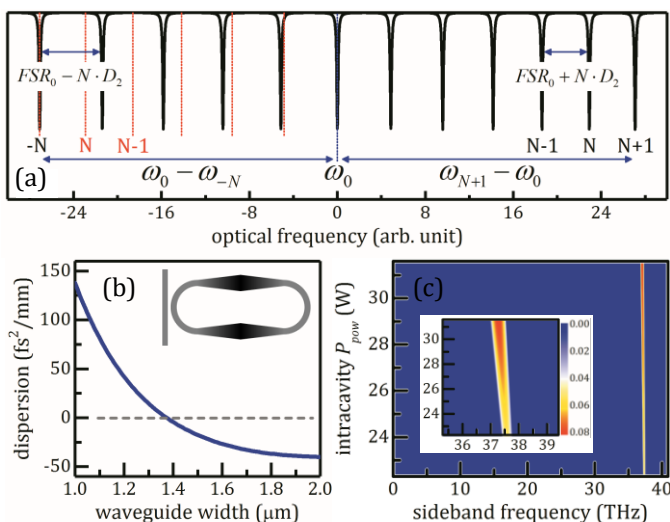 FSR₀ − N · D₂
FSR₀ + N · D₂
-N N N-1 N-1 N N+1
(a) ω₀ − ω₋N ω₀ ωN+1 − ω₀
-24 -16 -8 0 8 16 24
optical frequency (arb. unit)
150
100
50
0
-50
(b)
dispersion (fs²/mm)
1.0 1.2 1.4 1.6 1.8 2.0
waveguide width (μm)
30
28
26
24
(c)
intracavity Ppow (W)
30
28
26
24
36 37 38 39
0.00
0.02
0.04
0.06
0.08
0 10 20 30 40
sideband frequency (THz)